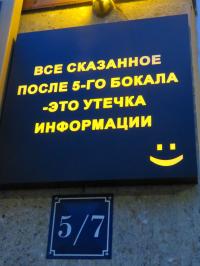 ВСЕ СКАЗАННОЕ
ПОСЛЕ 5-ГО БОКАЛА
-ЭТО УТЕЧКА
ИНФОРМАЦИИ
5/7